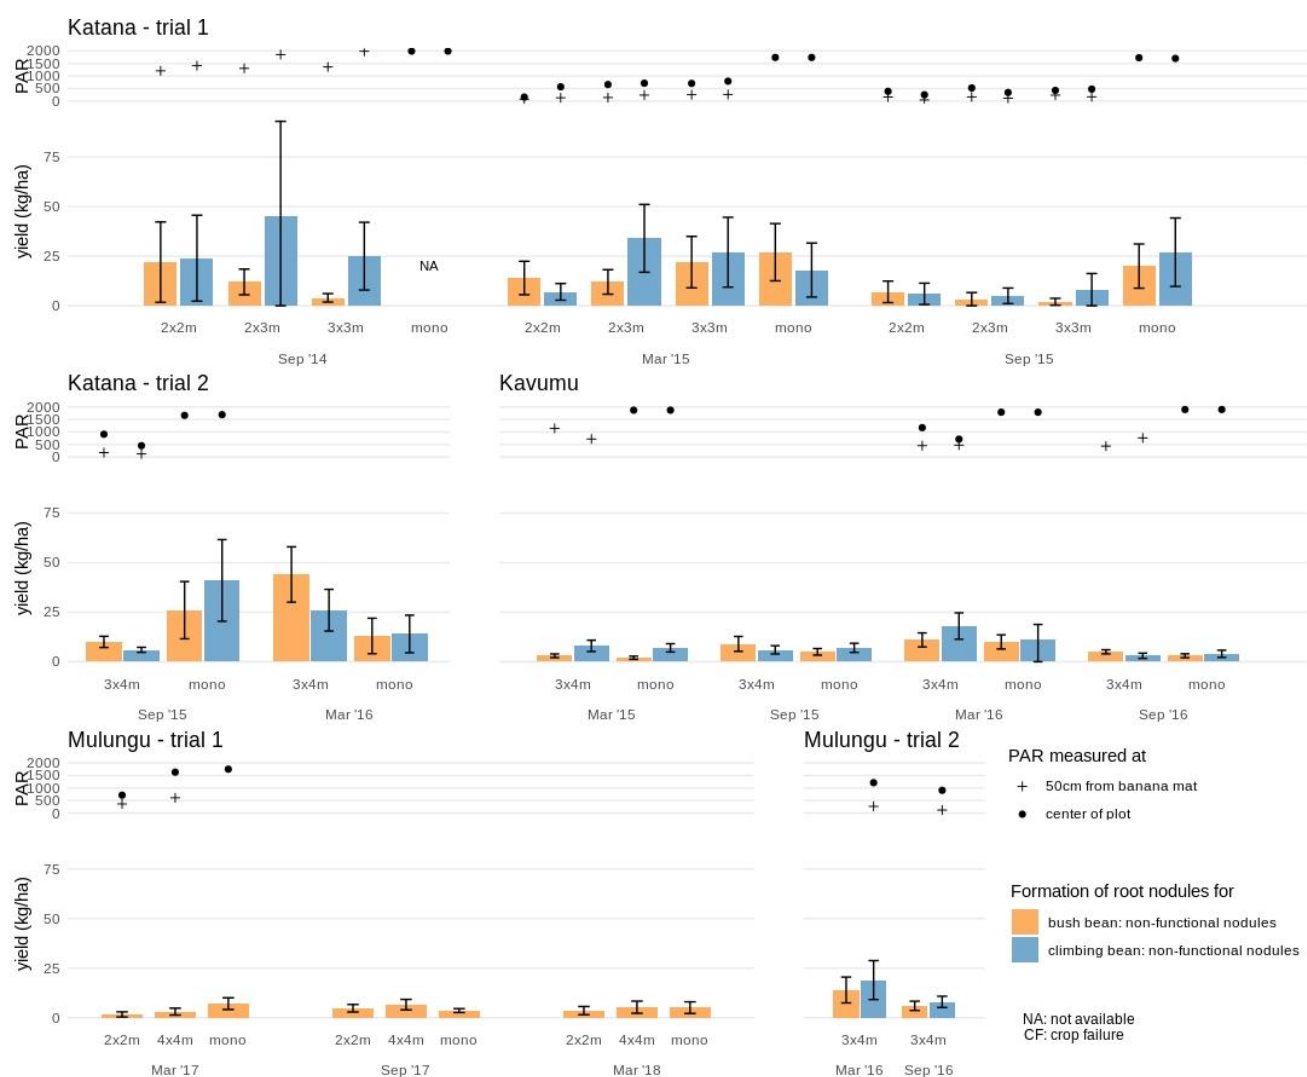 Katana - trial 1
PAR
2000
1500
1000
500
0
yield (kg/ha)
75
50
25
0
NA
2x2m 2x3m 3x3m mono 2x2m 2x3m 3x3m mono 2x2m 2x3m 3x3m mono
Sep '14 Mar '15 Sep '15
Katana - trial 2 Kavumu
PAR
2000
1500
1000
500
0
yield (kg/ha)
75
50
25
0
3x4m mono 3x4m mono 3x4m mono 3x4m mono 3x4m mono 3x4m mono
Sep '15 Mar '16 Mar '15 Sep '15 Mar '16 Sep '16
Mulungu - trial 1 Mulungu - trial 2
PAR
2000
1500
1000
500
0
yield (kg/ha)
75
50
25
0
2x2m 4x4m mono 2x2m 4x4m mono 2x2m 4x4m mono 3x4m 3x4m
Mar '17 Sep '17 Mar '18 Mar '16 Sep '16
PAR measured at
50cm from banana mat
center of plot
Formation of root nodules for
bush bean: non-functional nodules
climbing bean: non-functional nodules
NA: not available
CF: crop failure